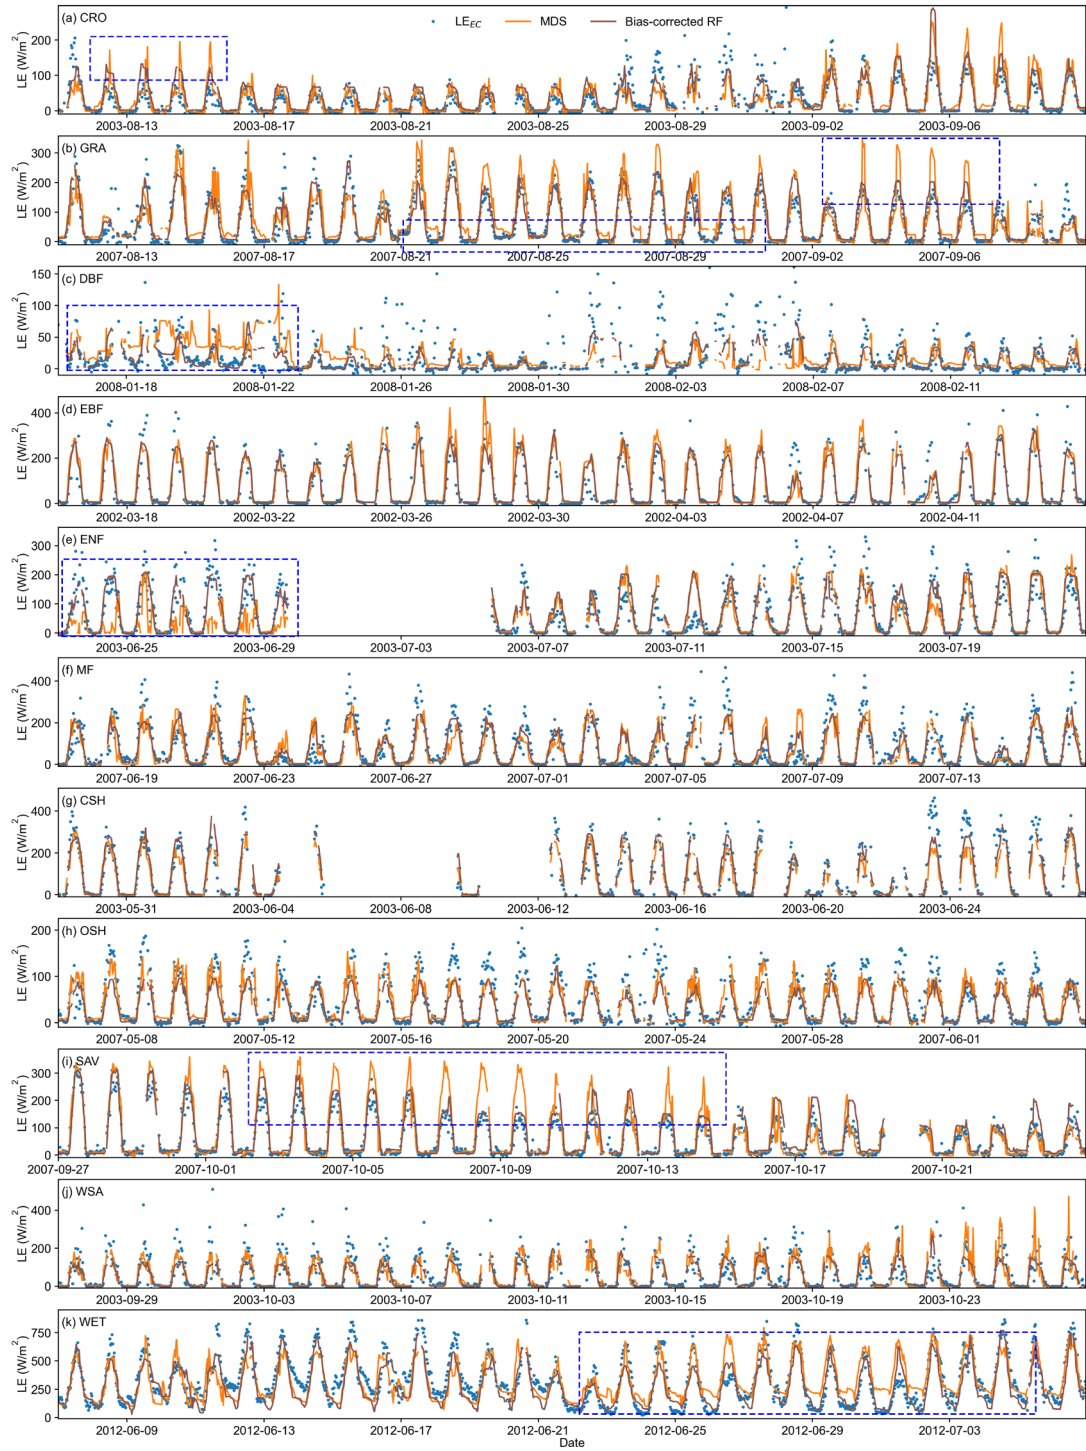 (a) CRO
LE_EC
MDS
Bias-corrected RF
LE (W/m²)
200
100
0
2003-08-13 2003-08-17 2003-08-21 2003-08-25 2003-08-29 2003-09-02 2003-09-06
(b) GRA
LE (W/m²)
300
200
100
0
2007-08-13 2007-08-17 2007-08-21 2007-08-25 2007-08-29 2007-09-02 2007-09-06
(c) DBF
LE (W/m²)
150
100
50
0
2008-01-18 2008-01-22 2008-01-26 2008-01-30 2008-02-03 2008-02-07 2008-02-11
(d) EBF
LE (W/m²)
400
200
0
2002-03-18 2002-03-22 2002-03-26 2002-03-30 2002-04-03 2002-04-07 2002-04-11
(e) ENF
LE (W/m²)
300
200
100
0
2003-06-25 2003-06-29 2003-07-03 2003-07-07 2003-07-11 2003-07-15 2003-07-19
(f) MF
LE (W/m²)
400
200
0
2007-06-19 2007-06-23 2007-06-27 2007-07-01 2007-07-05 2007-07-09 2007-07-13
(g) CSH
LE (W/m²)
400
200
0
2003-05-31 2003-06-04 2003-06-08 2003-06-12 2003-06-16 2003-06-20 2003-06-24
(h) OSH
LE (W/m²)
200
100
0
2007-05-08 2007-05-12 2007-05-16 2007-05-20 2007-05-24 2007-05-28 2007-06-01
(i) SAV
LE (W/m²)
300
200
100
0
2007-09-27 2007-10-01 2007-10-05 2007-10-09 2007-10-13 2007-10-17 2007-10-21
(j) WSA
LE (W/m²)
400
200
0
2003-09-29 2003-10-03 2003-10-07 2003-10-11 2003-10-15 2003-10-19 2003-10-23
(k) WET
LE (W/m²)
750
500
250
0
2012-06-09 2012-06-13 2012-06-17 2012-06-21 2012-06-25 2012-06-29 2012-07-03
Date